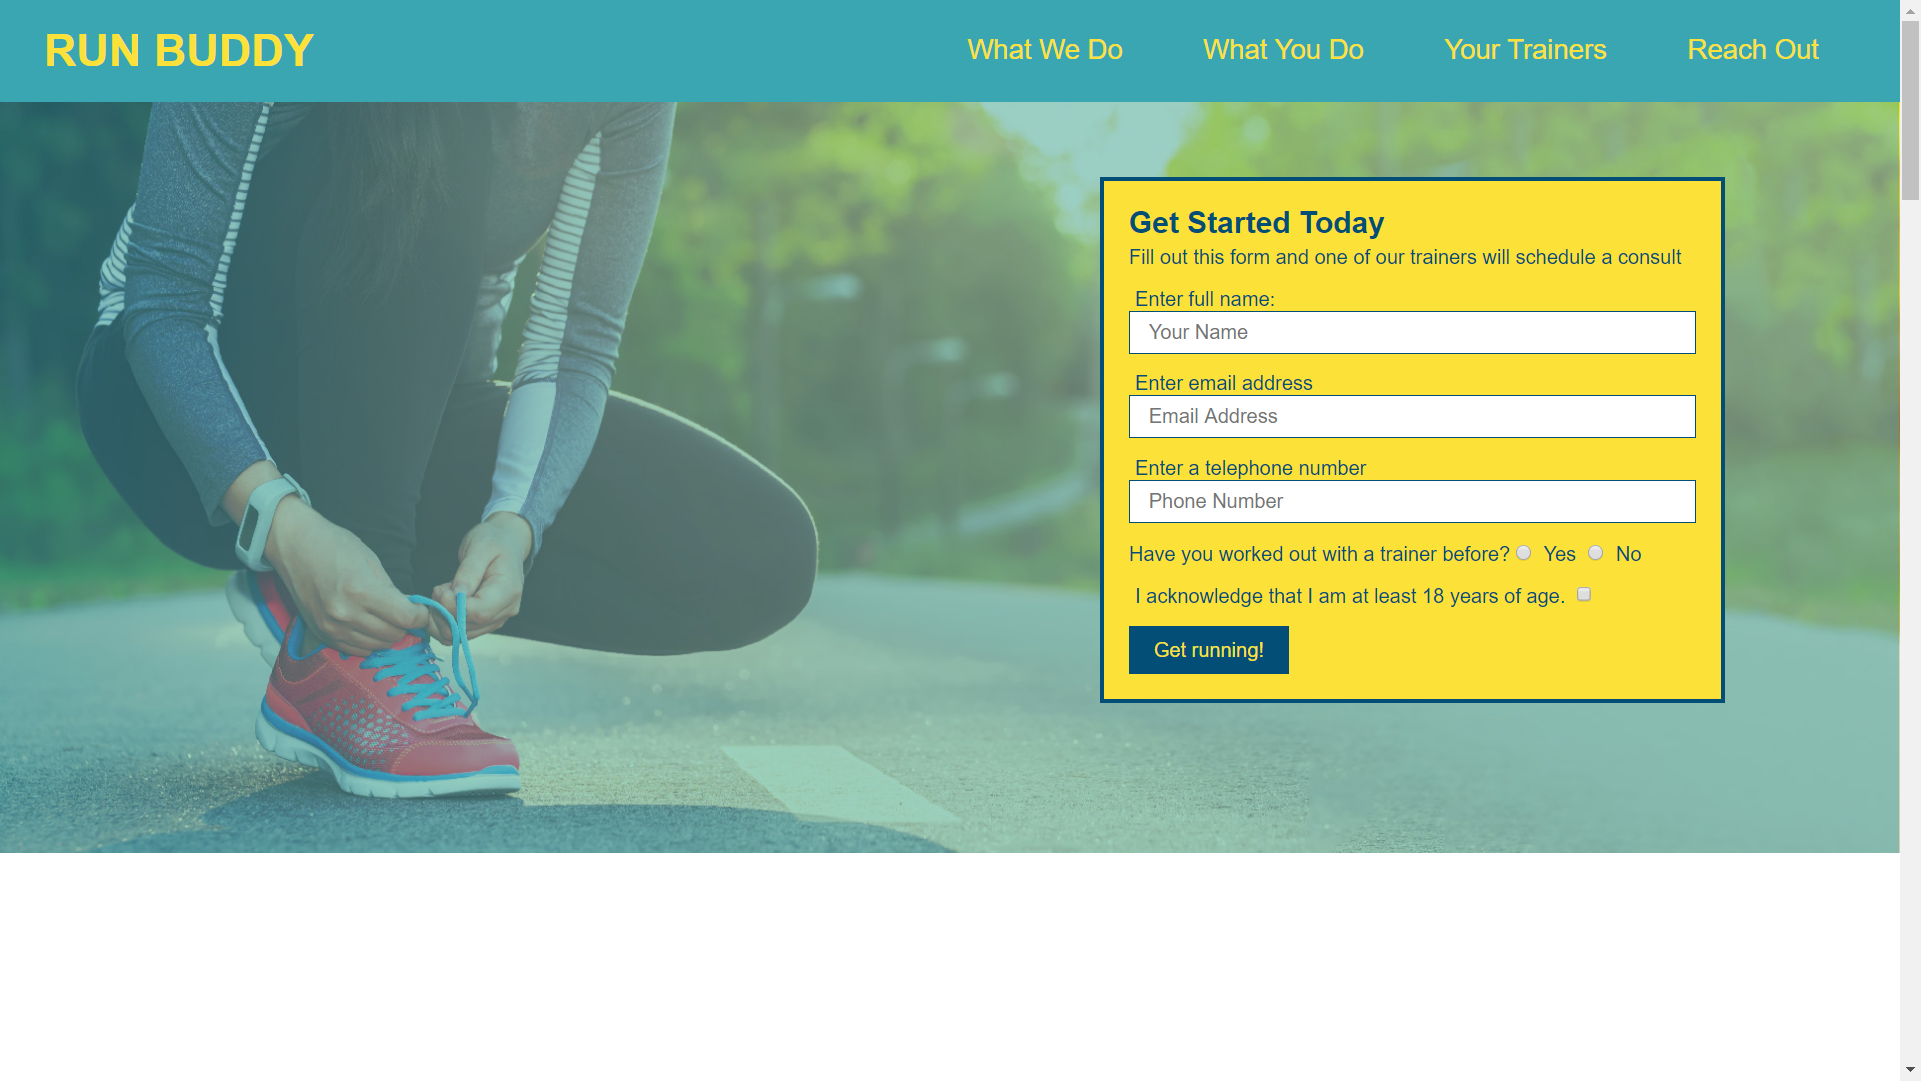 RUN BUDDY
What We Do
What You Do
Your Trainers
Reach Out
Get Started Today
Fill out this form and one of our trainers will schedule a consult
Enter full name:
Your Name
Enter email address
Email Address
Enter a telephone number
Phone Number
Have you worked out with a trainer before? Yes No
I acknowledge that I am at least 18 years of age.
Get running!